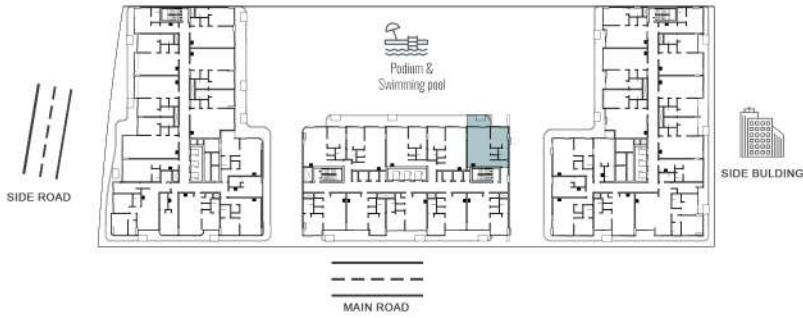 Podium &
Swimming pool
SIDE ROAD
SIDE BULDING
MAIN ROAD